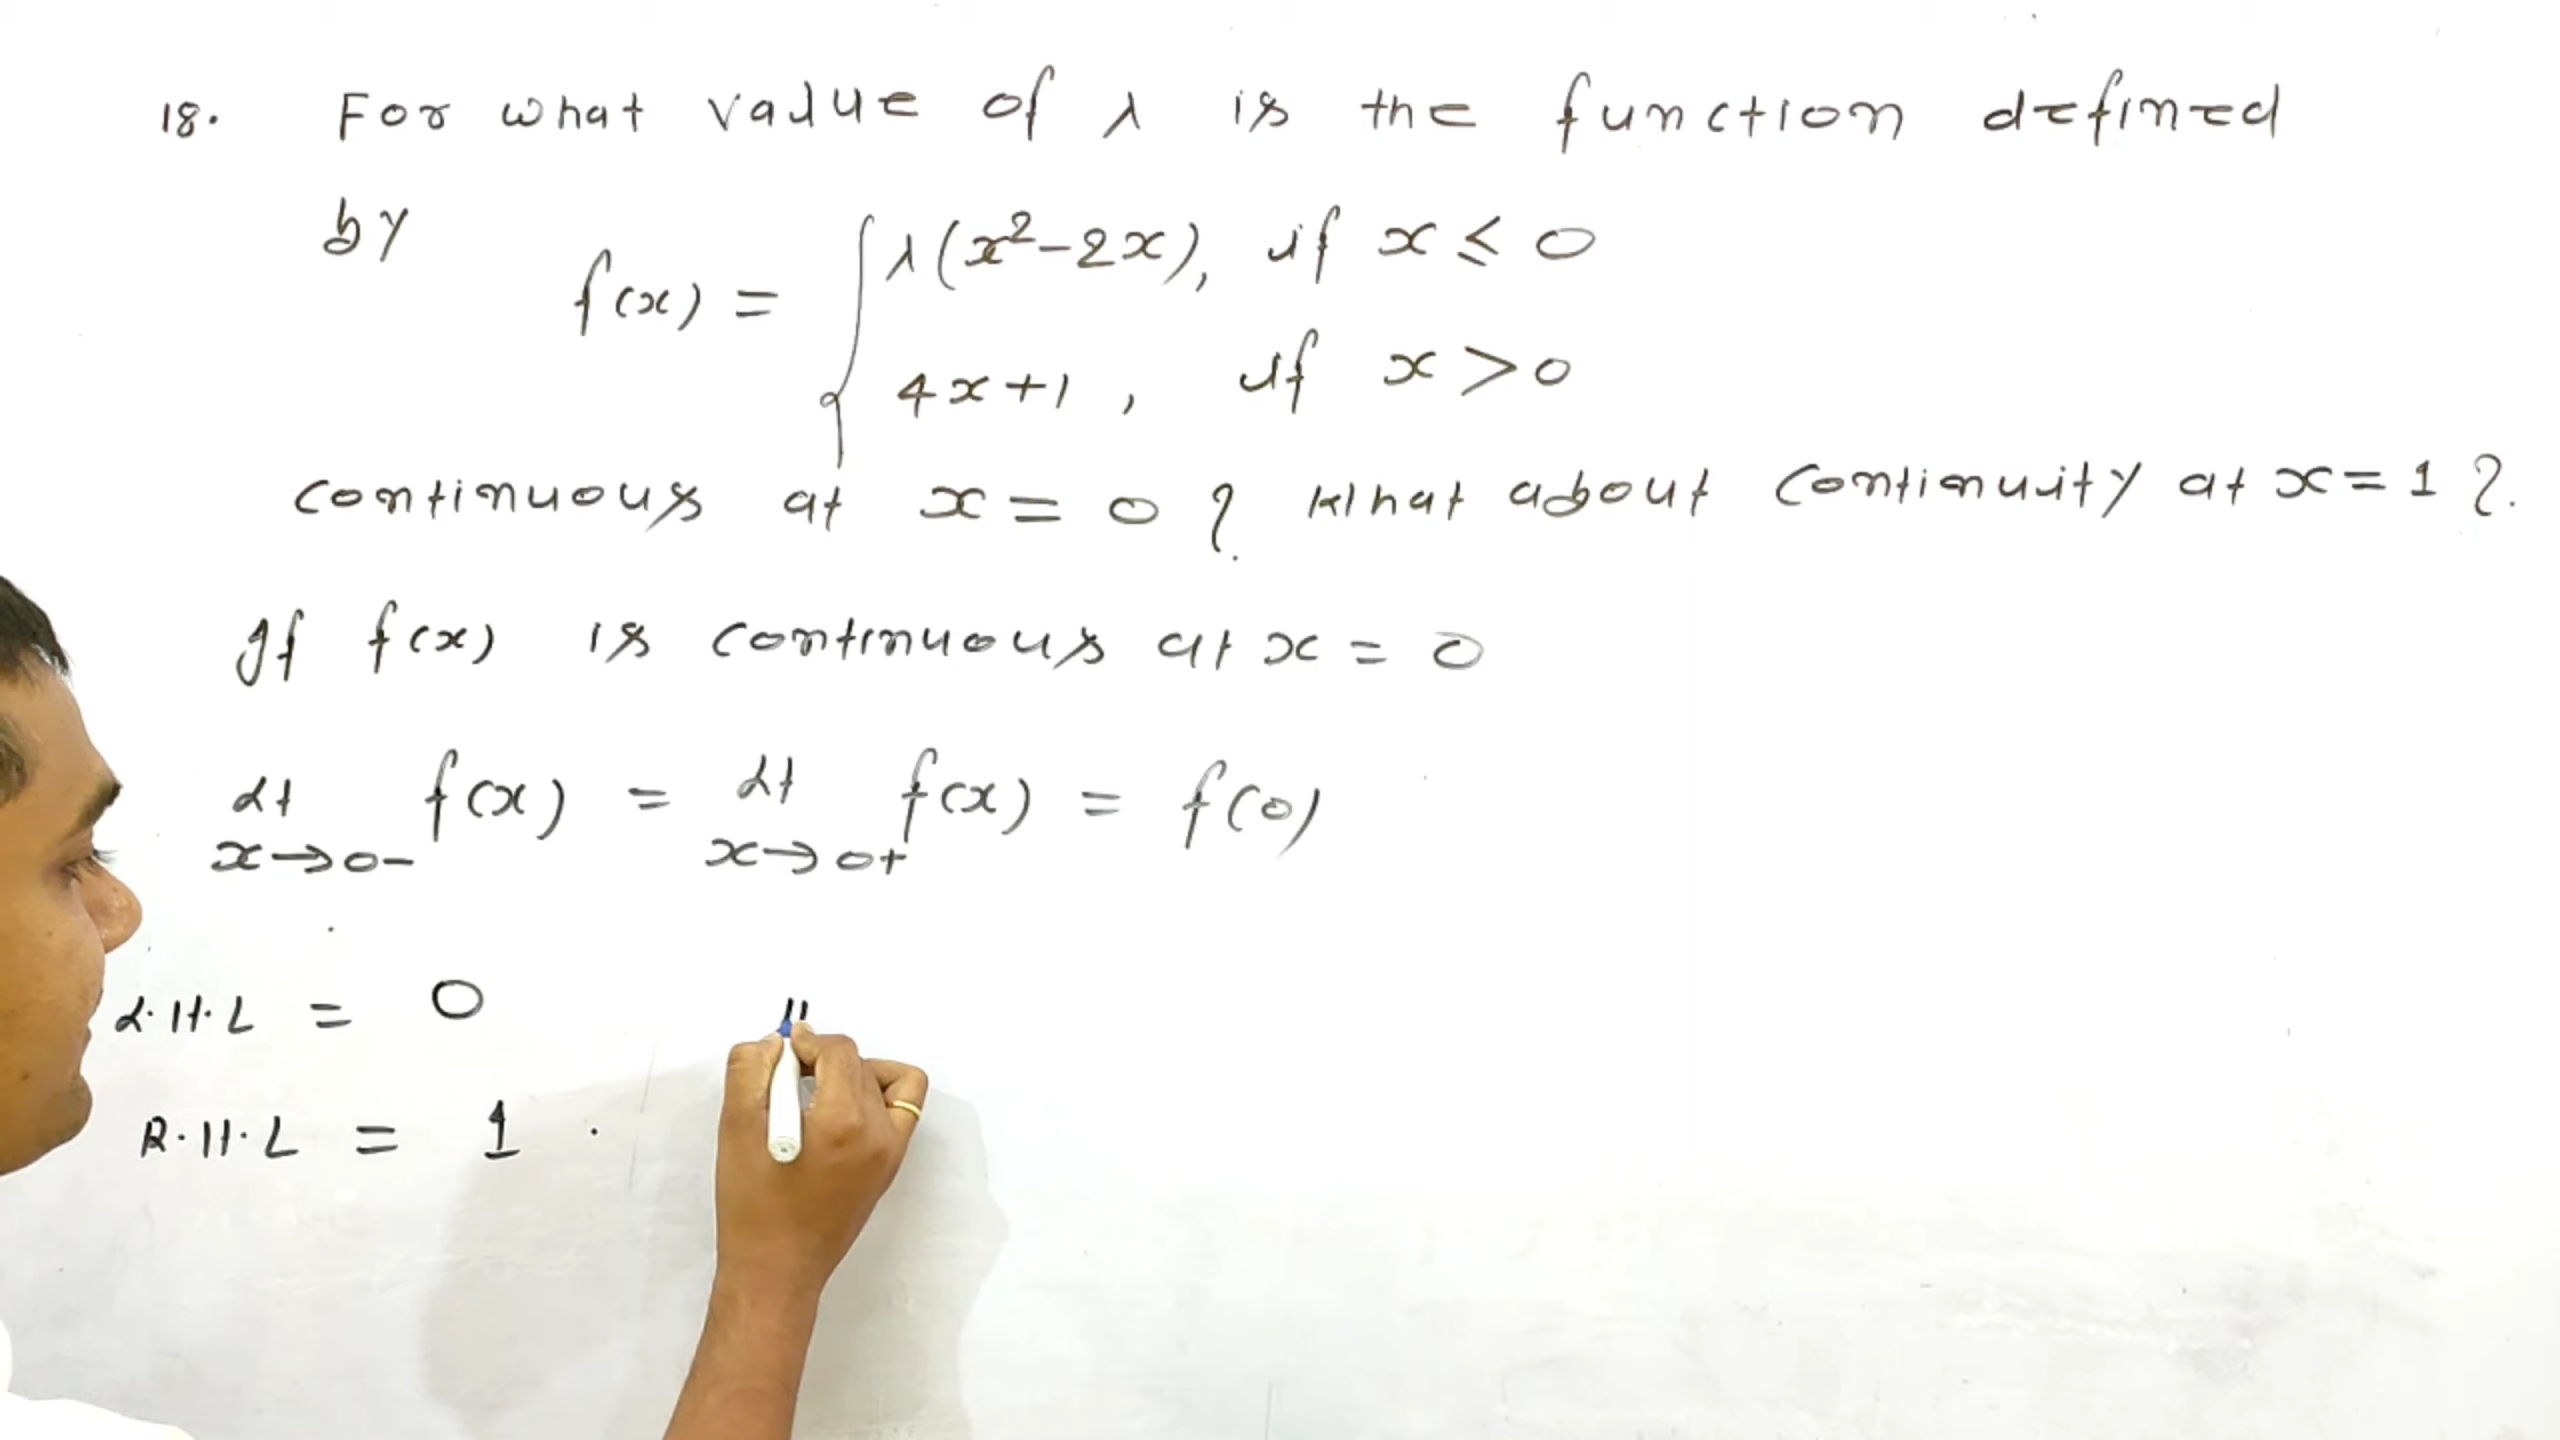 18. For what value of λ is the function defined
by
f(x) = { λ(x²-2x), if x ≤ 0
4x+1, if x > 0
continuous at x = 0? What about continuity at x = 1?
If f(x) is continuous at x = 0
Lt x→0- f(x) = Lt x→0+ f(x) = f(0)
L.H.L = 0
R.H.L = 1